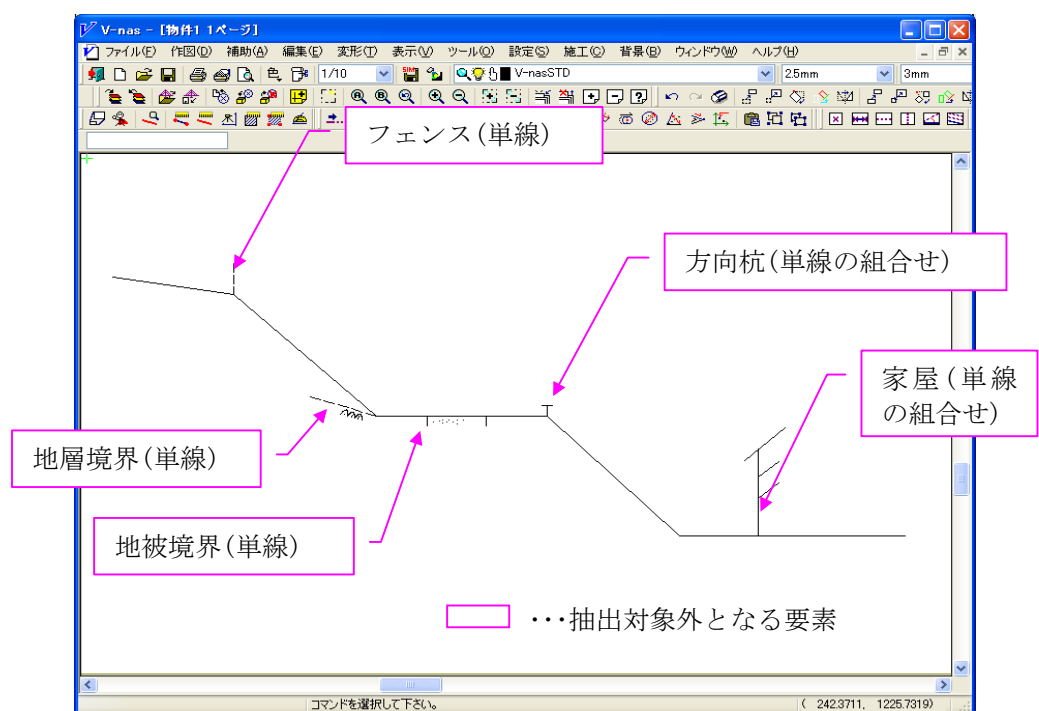 V-nas - [物件1 1ページ]
ファイル(F) 作図(D) 補助(A) 編集(E) 変形(T) 表示(V) ツール(O) 設定(S) 施工(C) 背景(B) ウィンドウ(W) ヘルプ(H)
1/10 V-nasSTD 2.5mm 3mm
フェンス(単線)
方向杭(単線の組合せ)
家屋(単線
の組合せ)
地層境界(単線)
地被境界(単線)
･･･抽出対象外となる要素
コマンドを選択して下さい。
( 242.3711, 1225.7319)